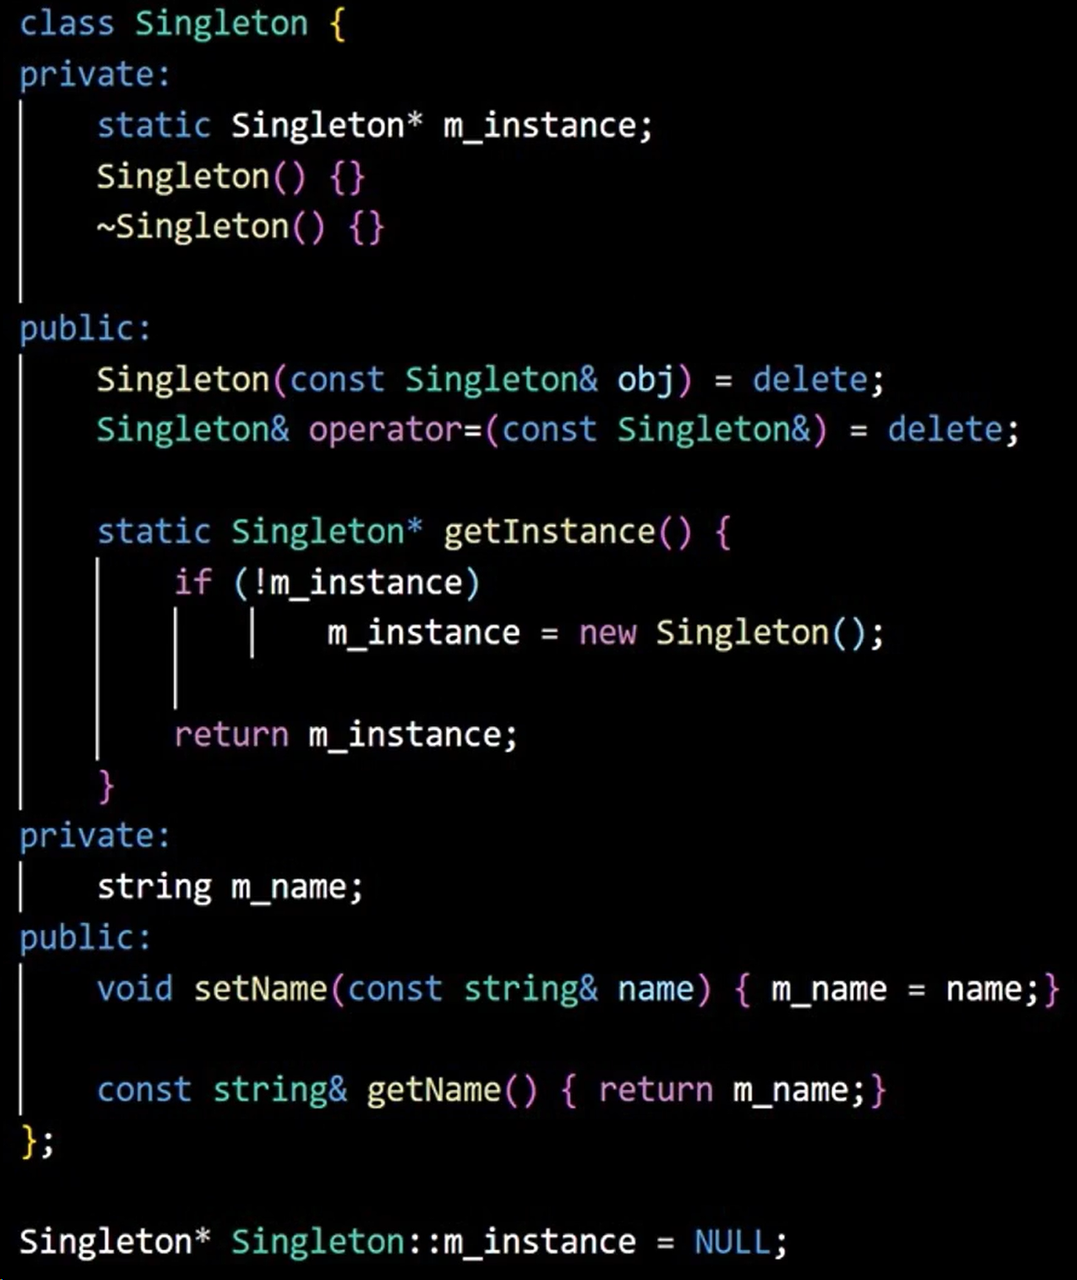 class Singleton {
private:
    static Singleton* m_instance;
    Singleton() {}
    ~Singleton() {}

public:
    Singleton(const Singleton& obj) = delete;
    Singleton& operator=(const Singleton&) = delete;

    static Singleton* getInstance() {
        if (!m_instance)
                m_instance = new Singleton();

        return m_instance;
    }
private:
    string m_name;
public:
    void setName(const string& name) { m_name = name;}

    const string& getName() { return m_name;}
};

Singleton* Singleton::m_instance = NULL;